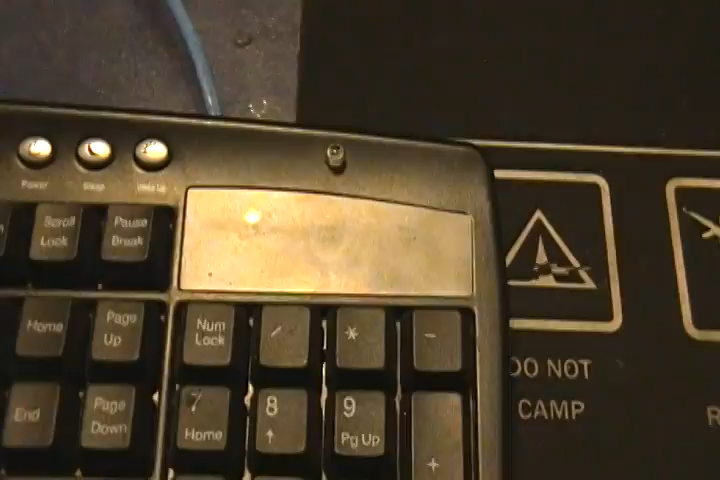 Power Sleep Wake Up
Scroll
Lock
Pause
Break
Home
Page
Up
Num
Lock
/
*
-
End
Page
Down
7
Home
8
↑
9
Pg Up
+
DO NOT
CAMP
R